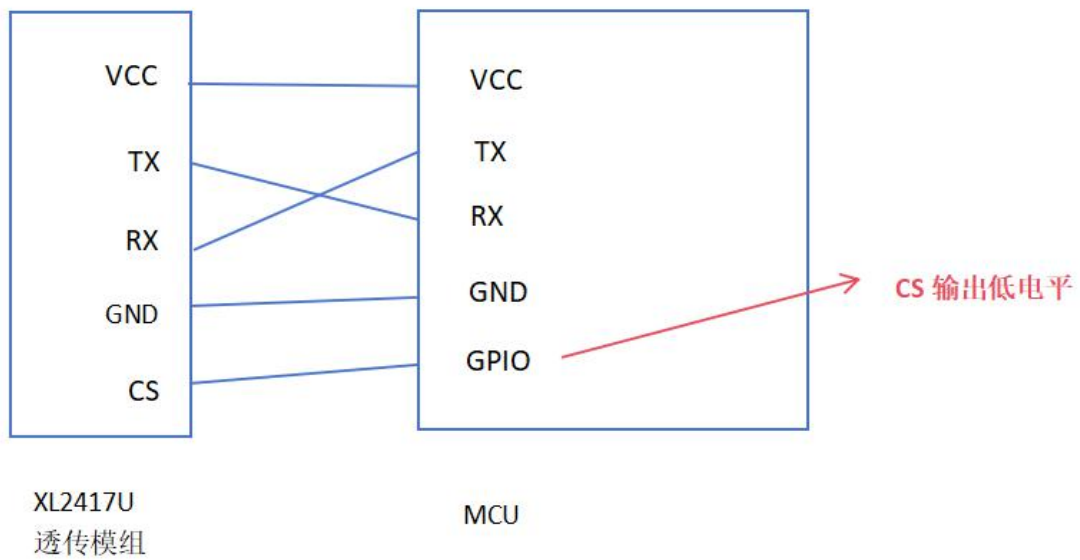 VCC
TX
RX
GND
CS
VCC
TX
RX
GND
GPIO
CS 输出低电平
XL2417U
透传模组
MCU